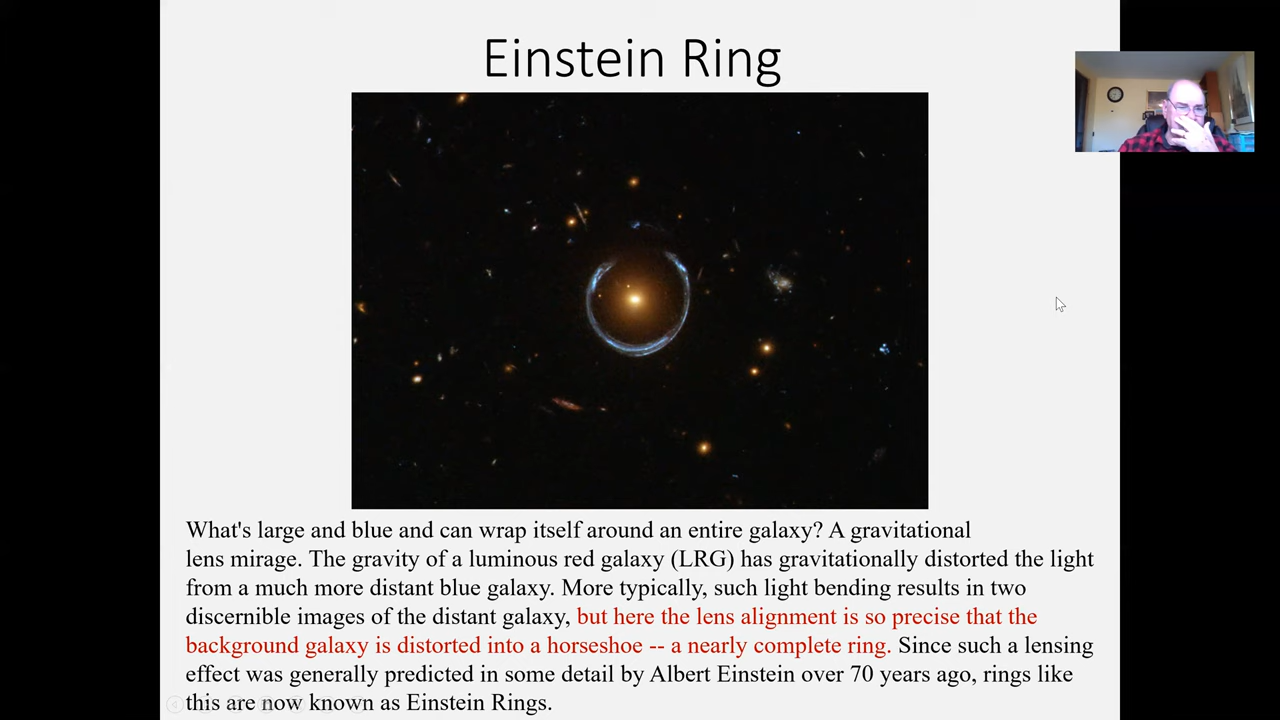 Einstein Ring
What's large and blue and can wrap itself around an entire galaxy? A gravitational
lens mirage. The gravity of a luminous red galaxy (LRG) has gravitationally distorted the light
from a much more distant blue galaxy. More typically, such light bending results in two
discernible images of the distant galaxy, but here the lens alignment is so precise that the
background galaxy is distorted into a horseshoe -- a nearly complete ring. Since such a lensing
effect was generally predicted in some detail by Albert Einstein over 70 years ago, rings like
this are now known as Einstein Rings.